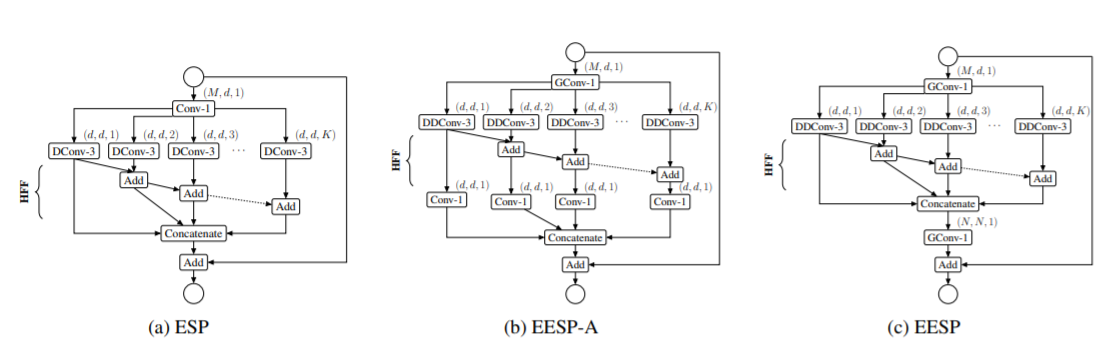 (M, d, 1)
Conv-1
(d, d, 1) (d, d, 2) (d, d, 3) (d, d, K)
DConv-3 DConv-3 DConv-3 ··· DConv-3
HFF
Add
Add
Add
Concatenate
Add
(a) ESP
(M, d, 1)
GConv-1
(d, d, 1) (d, d, 2) (d, d, 3) (d, d, K)
DDConv-3 DDConv-3 DDConv-3 ··· DDConv-3
HFF
Add
Add
Add
(d, d, 1) (d, d, 1) (d, d, 1) (d, d, 1)
Conv-1 Conv-1 Conv-1 Conv-1
Concatenate
Add
(b) EESP-A
(M, d, 1)
GConv-1
(d, d, 1) (d, d, 2) (d, d, 3) (d, d, K)
DDConv-3 DDConv-3 DDConv-3 ··· DDConv-3
HFF
Add
Add
Add
Concatenate
(N, N, 1)
GConv-1
Add
(c) EESP